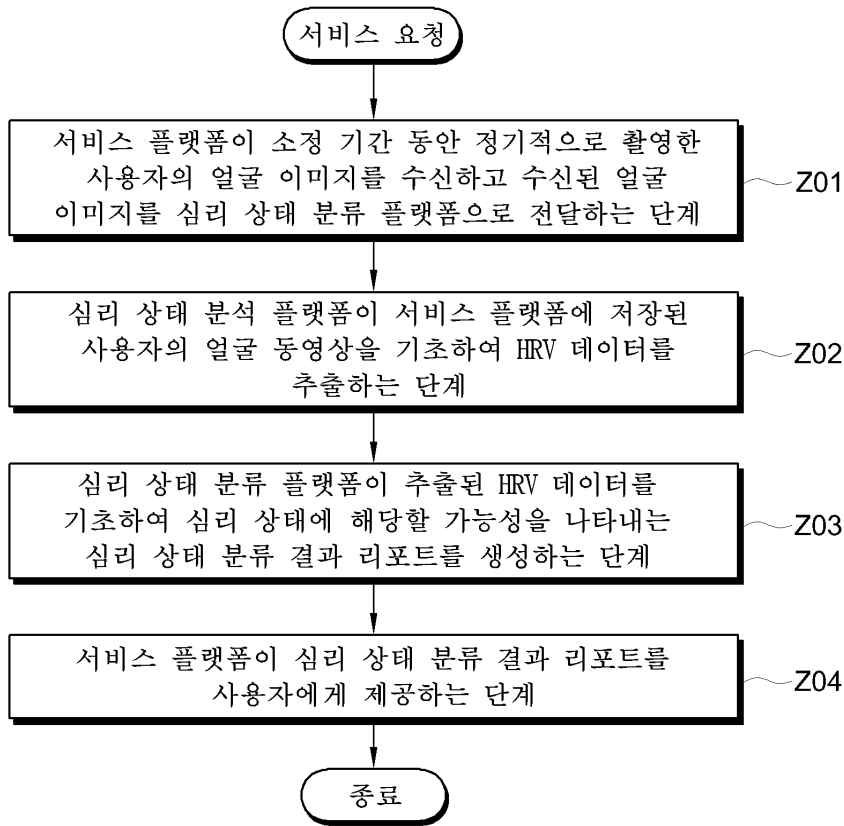 서비스 요청
서비스 플랫폼이 소정 기간 동안 정기적으로 촬영한
사용자의 얼굴 이미지를 수신하고 수신된 얼굴
이미지를 심리 상태 분류 플랫폼으로 전달하는 단계
Z01
심리 상태 분석 플랫폼이 서비스 플랫폼에 저장된
사용자의 얼굴 동영상을 기초하여 HRV 데이터를
추출하는 단계
Z02
심리 상태 분류 플랫폼이 추출된 HRV 데이터를
기초하여 심리 상태에 해당할 가능성을 나타내는
심리 상태 분류 결과 리포트를 생성하는 단계
Z03
서비스 플랫폼이 심리 상태 분류 결과 리포트를
사용자에게 제공하는 단계
Z04
종료